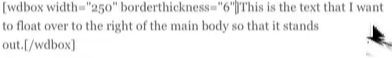 [wdbox width="250" borderthickness="6"]This is the text that I want
to float over to the right of the main body so that it stands
out.[/wdbox]